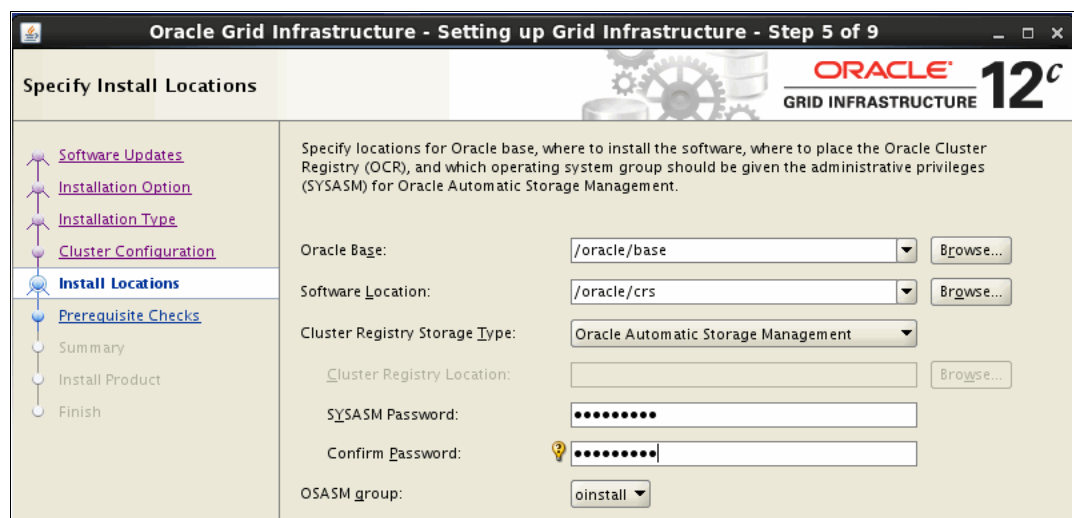 Oracle Grid Infrastructure - Setting up Grid Infrastructure - Step 5 of 9
Specify Install Locations
ORACLE
GRID INFRASTRUCTURE
12c
Software Updates
Installation Option
Installation Type
Cluster Configuration
Install Locations
Prerequisite Checks
Summary
Install Product
Finish
Specify locations for Oracle base, where to install the software, where to place the Oracle Cluster
Registry (OCR), and which operating system group should be given the administrative privileges
(SYSASM) for Oracle Automatic Storage Management.
Oracle Base: /oracle/base Browse...
Software Location: /oracle/crs Browse...
Cluster Registry Storage Type: Oracle Automatic Storage Management
Cluster Registry Location: Browse...
SYSASM Password: •••••••••
Confirm Password: •••••••••
OSASM group: oinstall